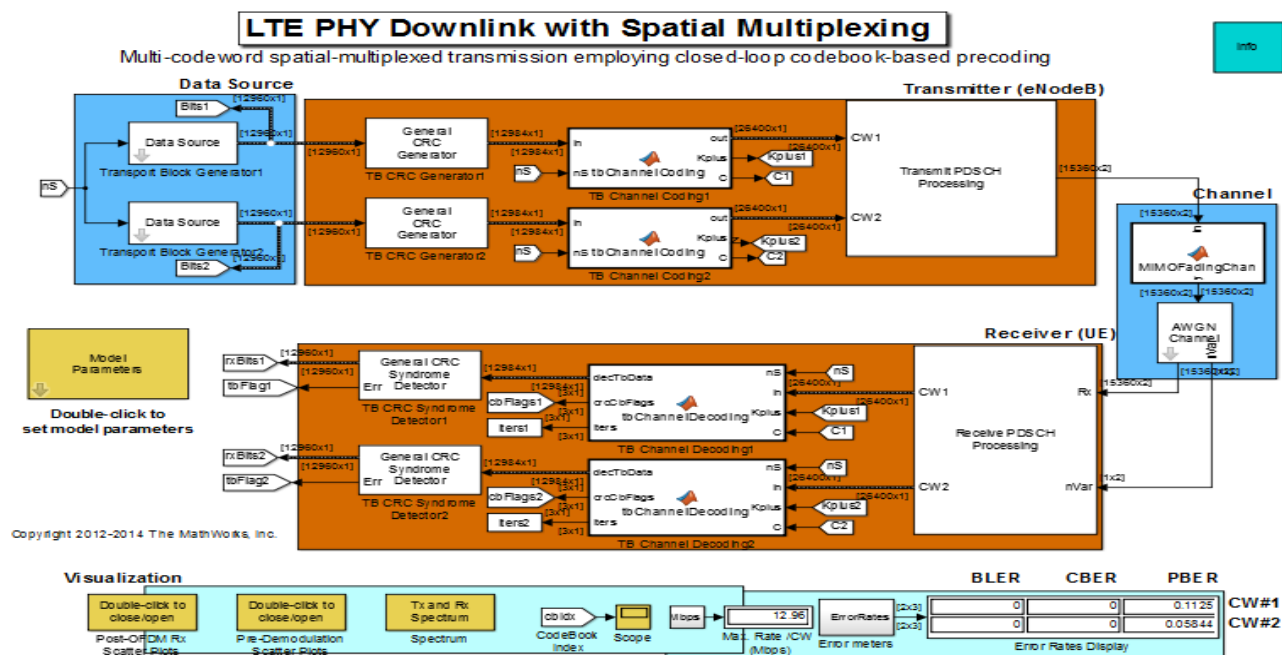 LTE PHY Downlink with Spatial Multiplexing
Multi-codeword spatial-multiplexed transmission employing closed-loop codebook-based precoding
Info
Data Source
Transmitter (eNodeB)
[12960x1]
Bits1
Data Source
Transport Block Generator1
[12960x1]
[12960x1]
General
CRC
Generator
TB CRC Generator1
[12984x1]
[12984x1]
In
nS
nS tbChannelCoding
out
Kplus
C
TB Channel Coding1
[26400x1]
[26400x1]
Kplus1
C1
CW1
nS
Data Source
Transport Block Generator2
[12960x1]
[12960x1]
Bits2
[12960x1]
General
CRC
Generator
TB CRC Generator2
[12984x1]
[12984x1]
In
nS
nS tbChannelCoding
out
Kplus
C
TB Channel Coding2
[26400x1]
[26400x1]
Kplus2
C2
CW2
Transmit PDSCH
Processing
[15360x2]
Channel
[15360x2]
In
MIMOFadingChan
[15360x2]
[15360x2]
AWGN
Channel
nVar
[15360x2]
Receiver (UE)
Model
Parameters
Double-click to
set model parameters
rxBits1
[12960x1]
[12960x1]
tbFlag1
General CRC
Syndrome
Detector
Err
TB CRC Syndrome
Detector1
[12984x1]
[12984x1]
cbFlags1
[3x1]
Iters1
[3x1]
decTbData
crcCbFlags
iters
tbChannelDecoding
nS
In
Kplus
C
TB Channel Decoding1
nS
[26400x1]
[26400x1]
Kplus1
C1
CW1
Receive PDSCH
Processing
Rx
[15360x2]
rxBits2
[12960x1]
[12960x1]
tbFlag2
General CRC
Syndrome
Detector
Err
TB CRC Syndrome
Detector2
[12984x1]
[12984x1]
cbFlags2
[3x1]
[3x1]
Iters2
[3x1]
decTbData
crcCbFlags
iters
tbChannelDecoding
nS
In
Kplus
C
TB Channel Decoding2
nS
[26400x1]
[26400x1]
Kplus2
C2
CW2
nVar
[1x2]
Copyright 2012-2014 The MathWorks, Inc.
Visualization
BLER CBER PBER
Double-click to
close/open
Post-OFDM Rx
Scatter Plots
Double-click to
close/open
Pre-Demodulation
Scatter Plots
Tx and Rx
Spectrum
Spectrum
cbIdx
CodeBook
Index
Scope
Mbps
12.96
Max. Rate /CW
(Mbps)
ErrorRates
Error meters
[2x3]
[2x3]
0 0 0.1125 CW#1
0 0 0.05844 CW#2
Error Rates Display